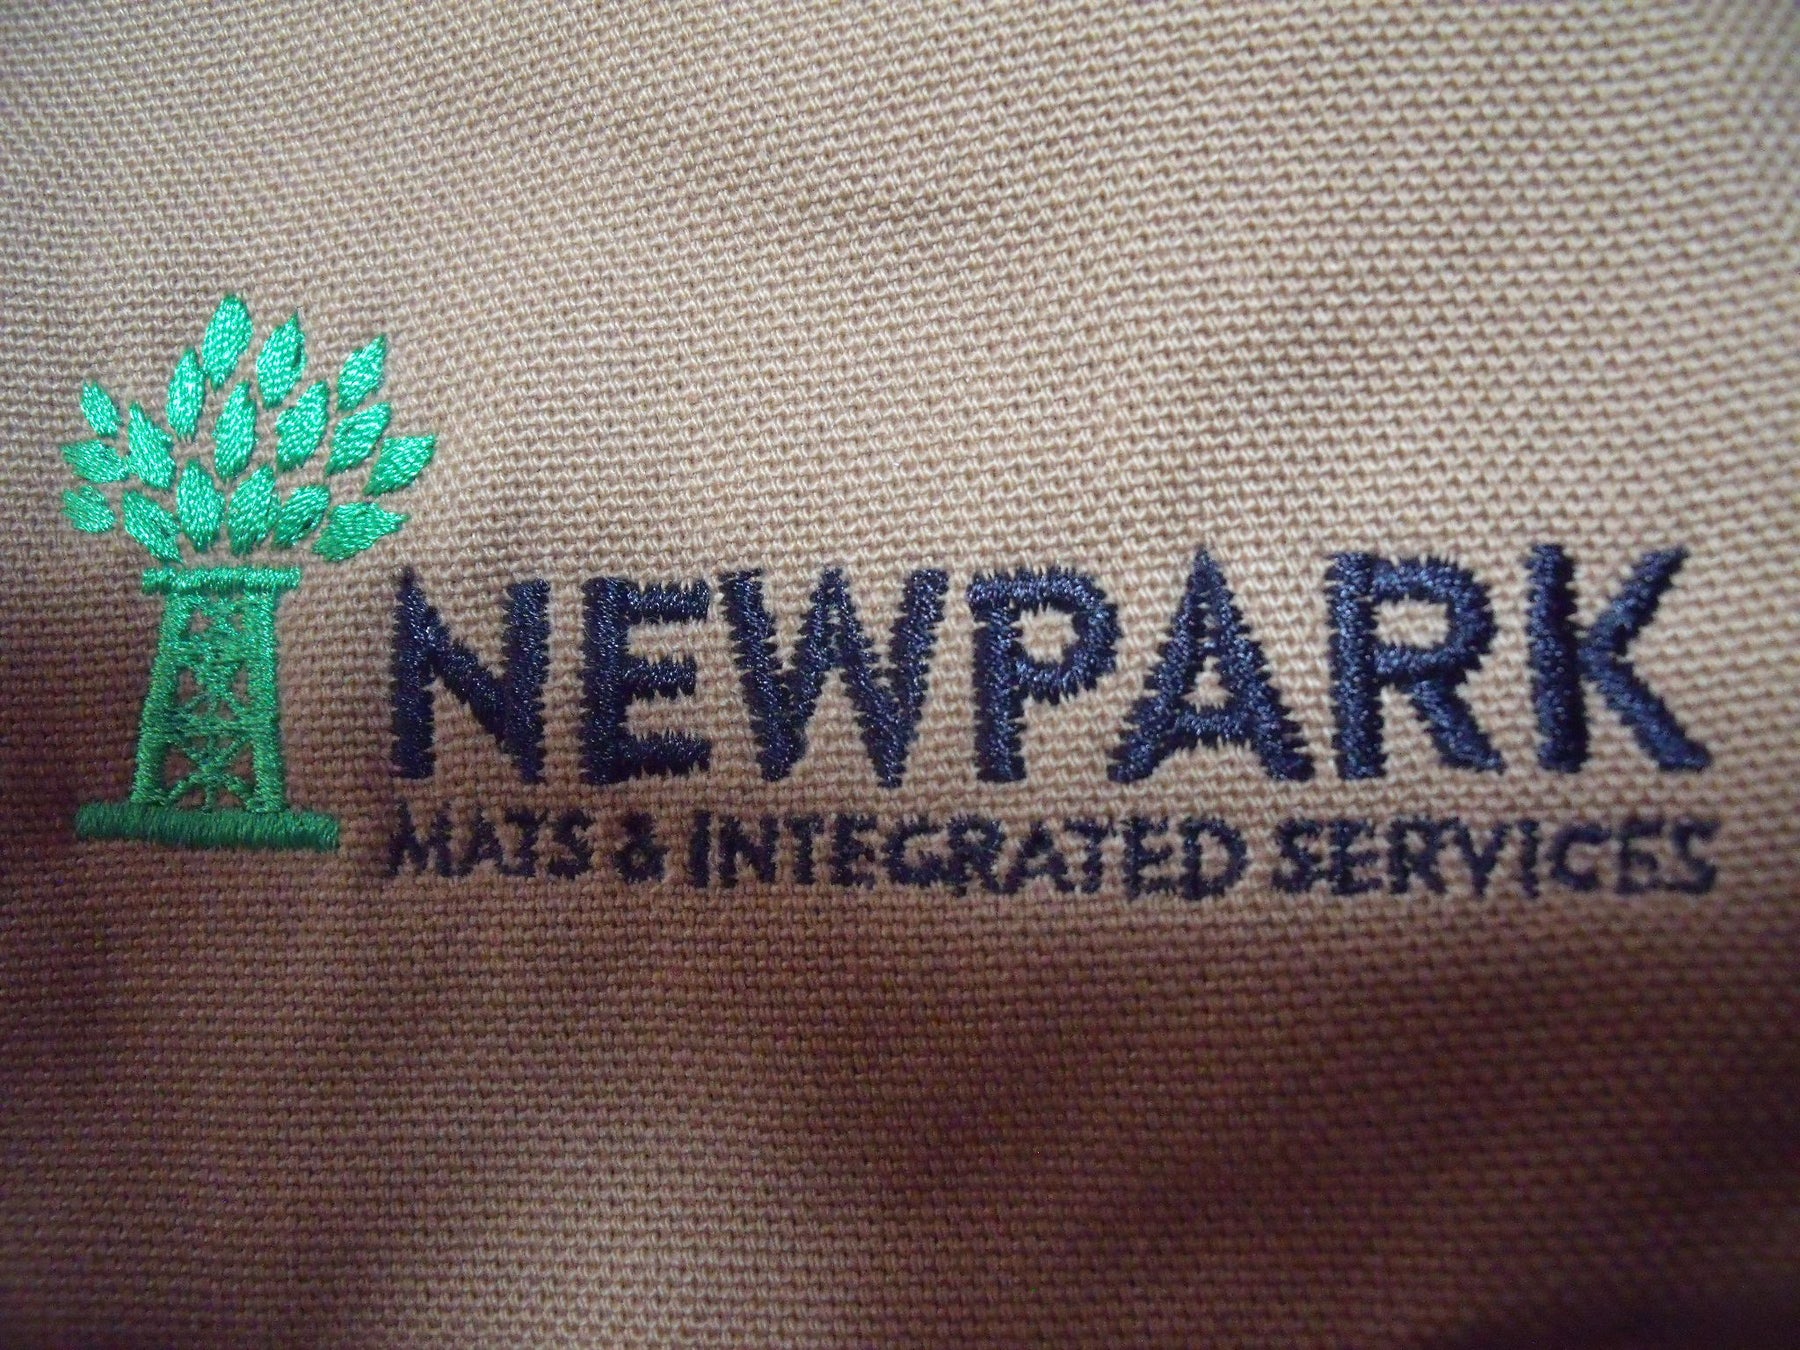 NEWPARK
MATS & INTEGRATED SERVICES